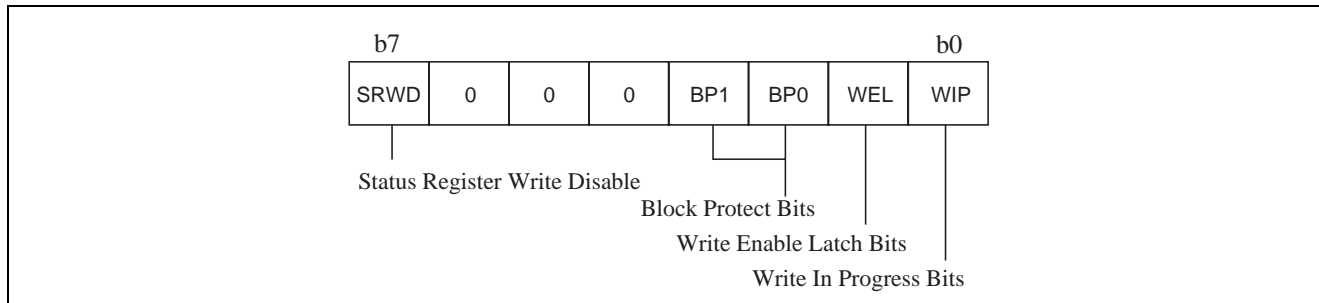 b7 b0
SRWD 0 0 0 BP1 BP0 WEL WIP
Status Register Write Disable
Block Protect Bits
Write Enable Latch Bits
Write In Progress Bits